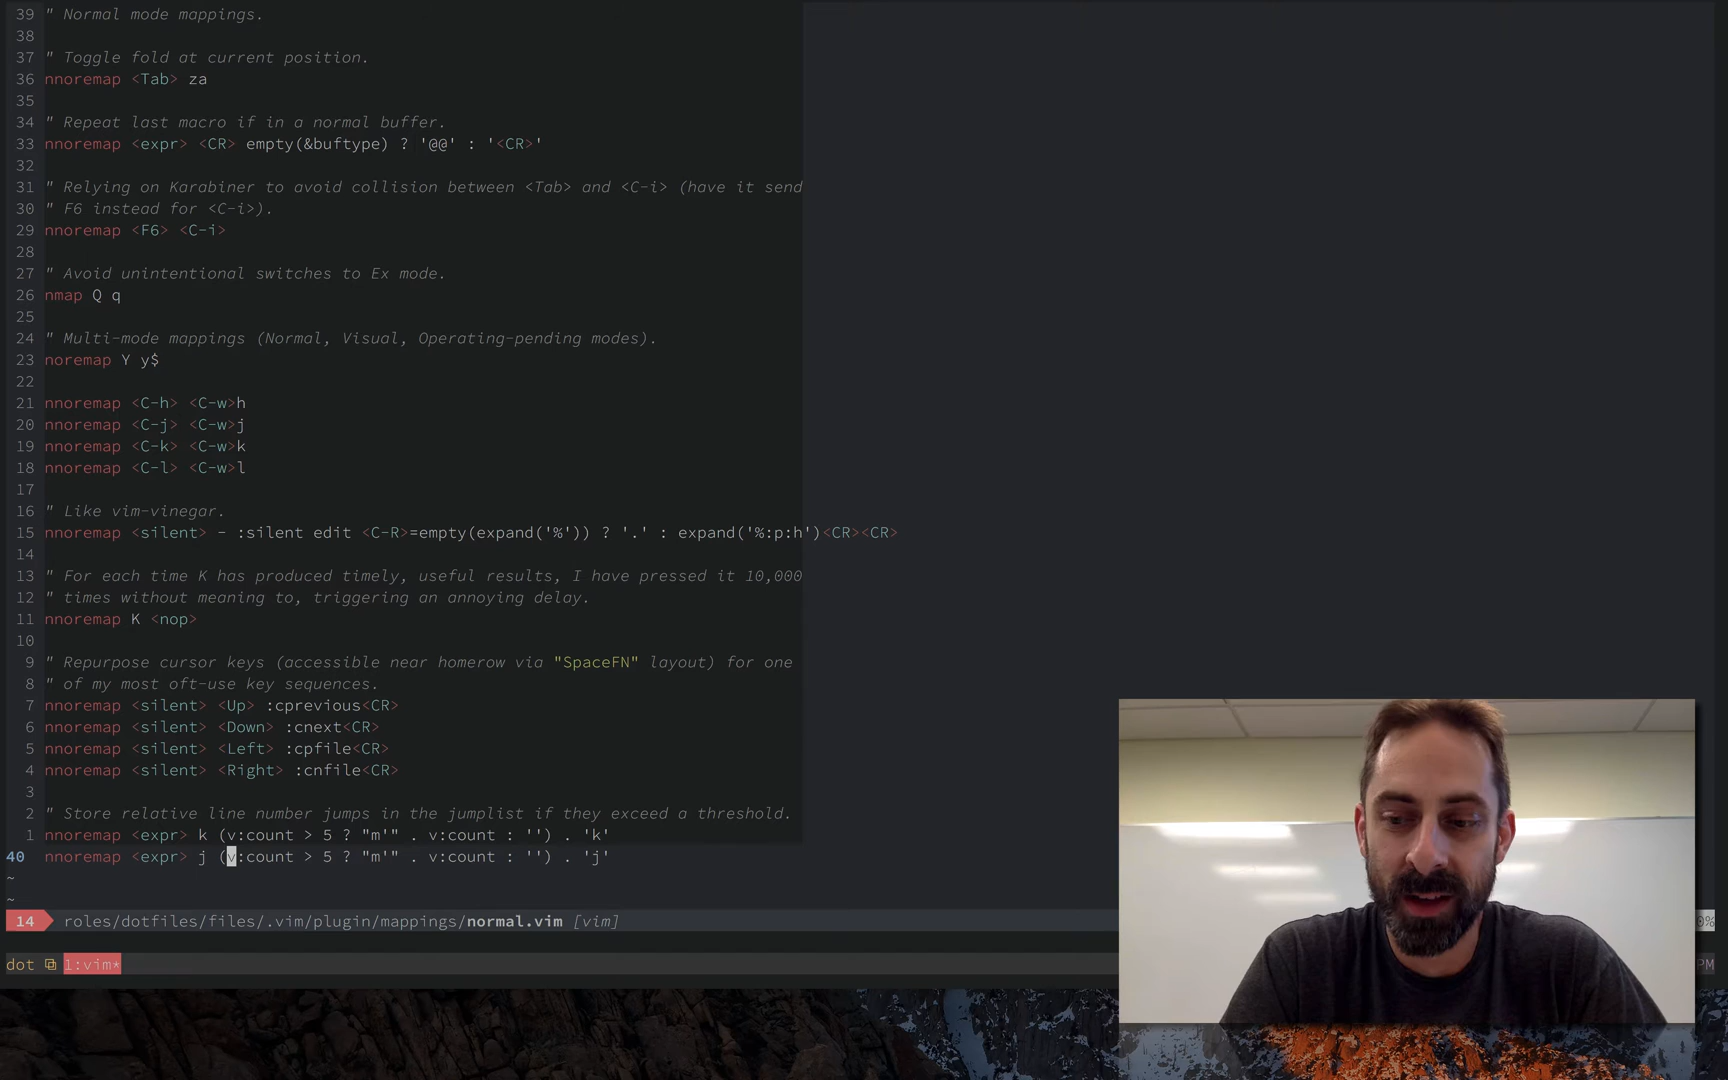 39 " Normal mode mappings.
38
37 " Toggle fold at current position.
36 nnoremap <Tab> za
35
34 " Repeat last macro if in a normal buffer.
33 nnoremap <expr> <CR> empty(&buftype) ? '@@' : '<CR>'
32
31 " Relying on Karabiner to avoid collision between <Tab> and <C-i> (have it send
30 " F6 instead for <C-i>).
29 nnoremap <F6> <C-i>
28
27 " Avoid unintentional switches to Ex mode.
26 nmap Q q
25
24 " Multi-mode mappings (Normal, Visual, Operating-pending modes).
23 noremap Y y$
22
21 nnoremap <C-h> <C-w>h
20 nnoremap <C-j> <C-w>j
19 nnoremap <C-k> <C-w>k
18 nnoremap <C-l> <C-w>l
17
16 " Like vim-vinegar.
15 nnoremap <silent> - :silent edit <C-R>=empty(expand('%')) ? '.' : expand('%:p:h')<CR><CR>
14
13 " For each time K has produced timely, useful results, I have pressed it 10,000
12 " times without meaning to, triggering an annoying delay.
11 nnoremap K <nop>
10
9 " Repurpose cursor keys (accessible near homerow via "SpaceFN" layout) for one
8 " of my most oft-use key sequences.
7 nnoremap <silent> <Up> :cprevious<CR>
6 nnoremap <silent> <Down> :cnext<CR>
5 nnoremap <silent> <Left> :cpfile<CR>
4 nnoremap <silent> <Right> :cnfile<CR>
3
2 " Store relative line number jumps in the jumplist if they exceed a threshold.
1 nnoremap <expr> k (v:count > 5 ? "m'" . v:count : '') . 'k'
40 nnoremap <expr> j (v:count > 5 ? "m'" . v:count : '') . 'j'
~
~
14 roles/dotfiles/files/.vim/plugin/mappings/normal.vim [vim]
dot 1:vim*
PM